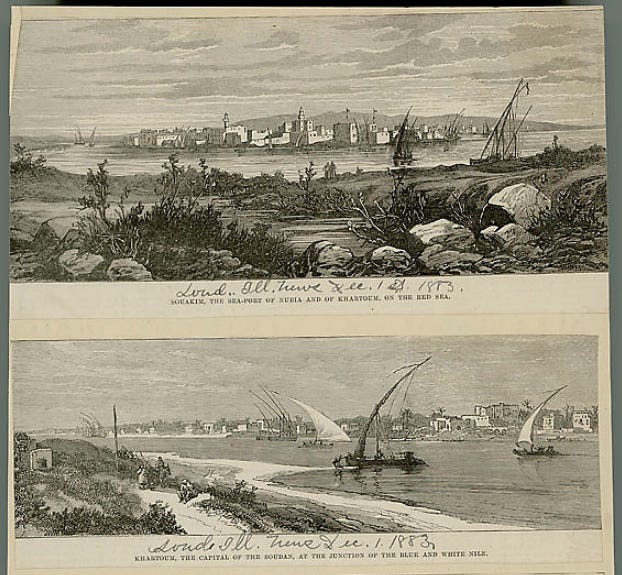 Lond. Ill. News Dec. 1st. 1883.
SOUAKIM, THE SEA-PORT OF NUBIA AND OF KHARTOUM, ON THE RED SEA.
Lond. Ill. News Dec. 1. 1883.
KHARTOUM, THE CAPITAL OF THE SOUDAN, AT THE JUNCTION OF THE BLUE AND WHITE NILE.